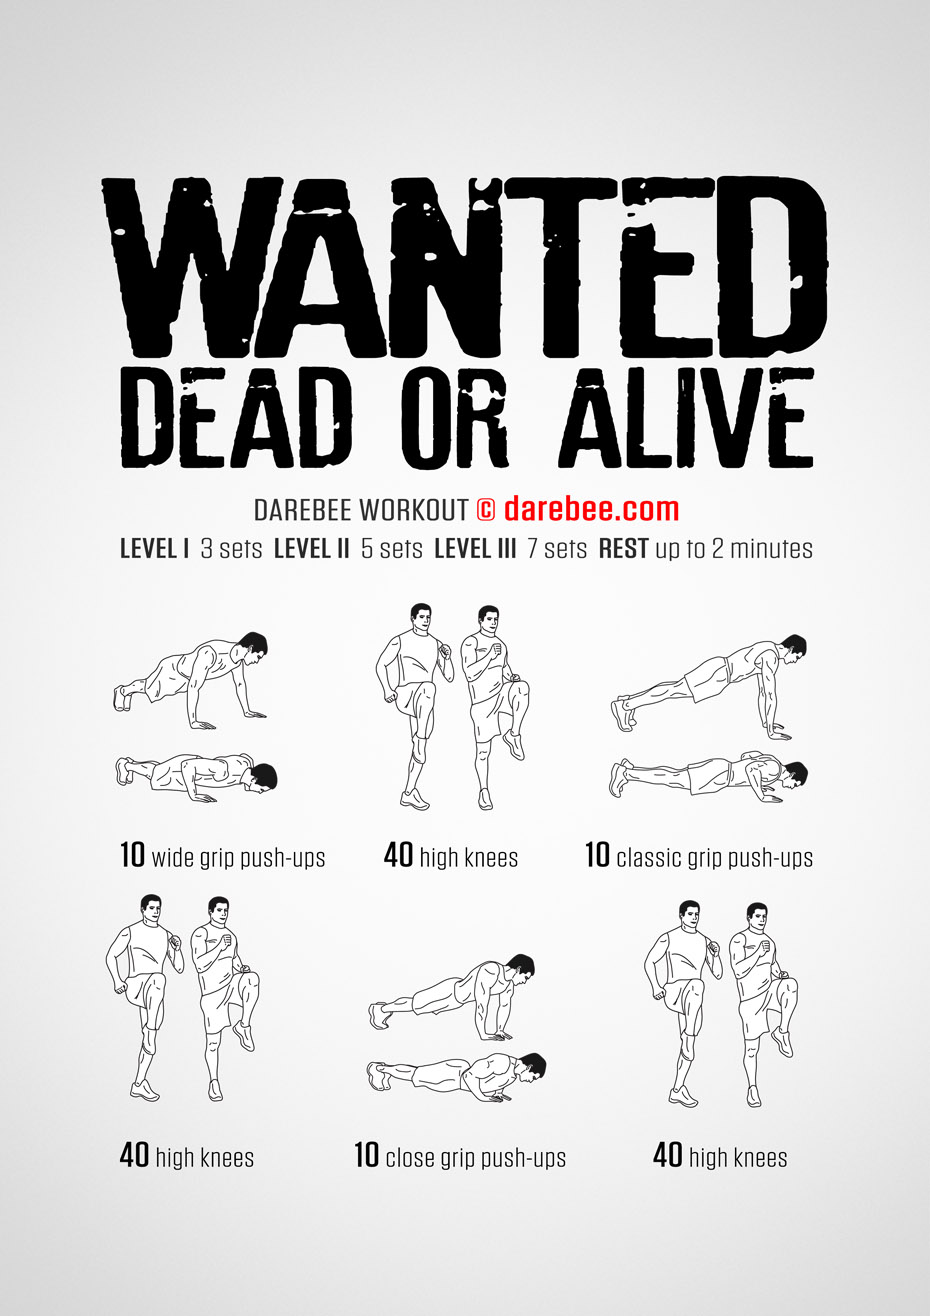 WANTED
DEAD OR ALIVE
DAREBEE WORKOUT © darebee.com
LEVEL I 3 sets LEVEL II 5 sets LEVEL III 7 sets REST up to 2 minutes
10 wide grip push-ups
40 high knees
10 classic grip push-ups
40 high knees
10 close grip push-ups
40 high knees